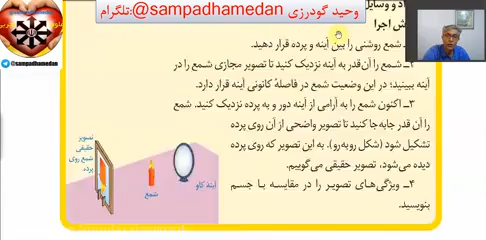 وحید گودرزی @sampadhamedan:تلگرام
اد و وسایل
ش اجرا
شمع روشنی را بین آینه و پرده قرار دهید.
۲ــ شمع را آن‌قدر به آینه نزدیک کنید تا تصویر مجازی شمع را در
آینه ببینید؛ در این وضعیت شمع در فاصلهٔ کانونی آینه قرار دارد.
۳ــ اکنون شمع را به آرامی از آینه دور و به پرده نزدیک کنید. شمع
را آن قدر جابه‌جا کنید تا تصویر واضحی از آن روی پرده
تشکیل شود (شکل روبه‌رو). به این تصویر که روی پرده
دیده می‌شود، تصویر حقیقی می‌گوییم.
۴ــ ویژگی‌های تصویر را در مقایسه با جسم
بنویسید.
تصویر
حقیقی
شمع روی
پرده
شمع
آینهٔ کاو
@sampadhamedan